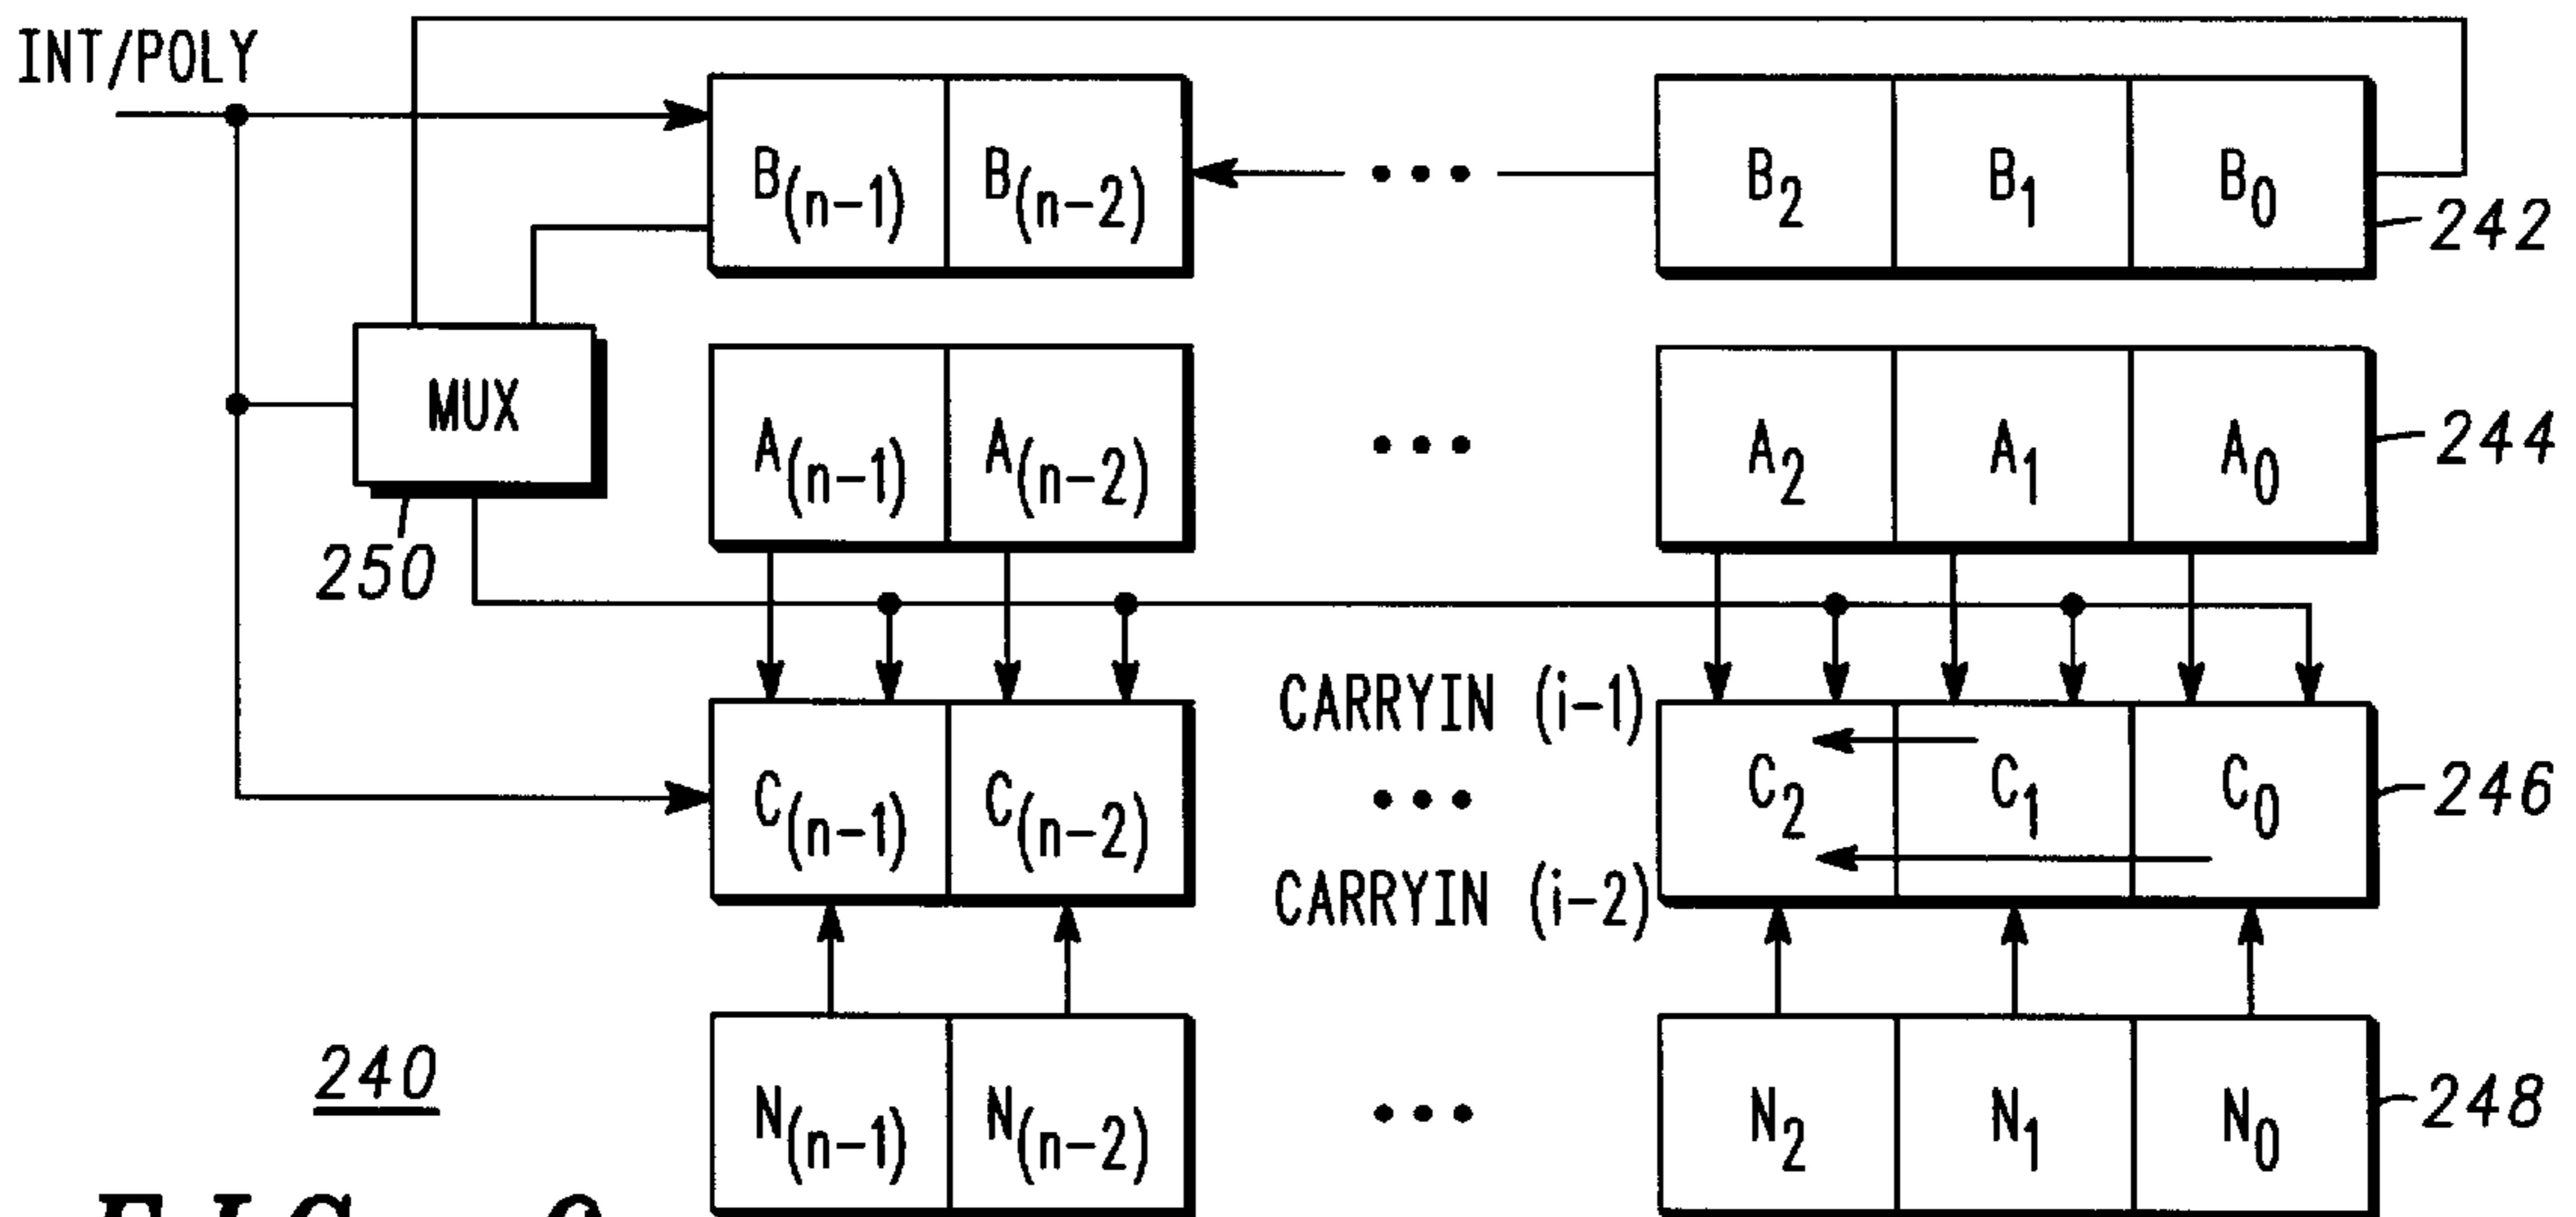 INT/POLY
B(n-1) B(n-2) ... B2 B1 B0
242
MUX
250
A(n-1) A(n-2) ... A2 A1 A0
244
CARRYIN (i-1)
C(n-1) C(n-2) ... C2 C1 C0
246
CARRYIN (i-2)
240
N(n-1) N(n-2) ... N2 N1 N0
248